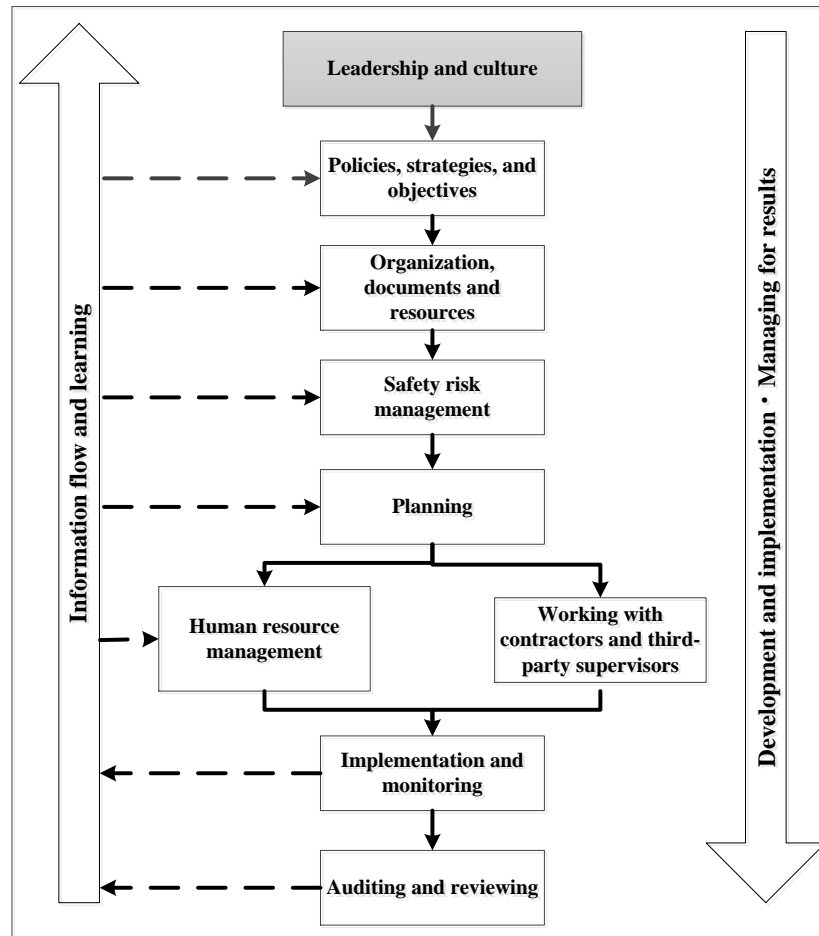 Leadership and culture
Policies, strategies, and
objectives
Organization,
documents and
resources
Safety risk
management
Planning
Human resource
management
Working with
contractors and third-
party supervisors
Implementation and
monitoring
Auditing and reviewing
Information flow and learning
Development and implementation · Managing for results